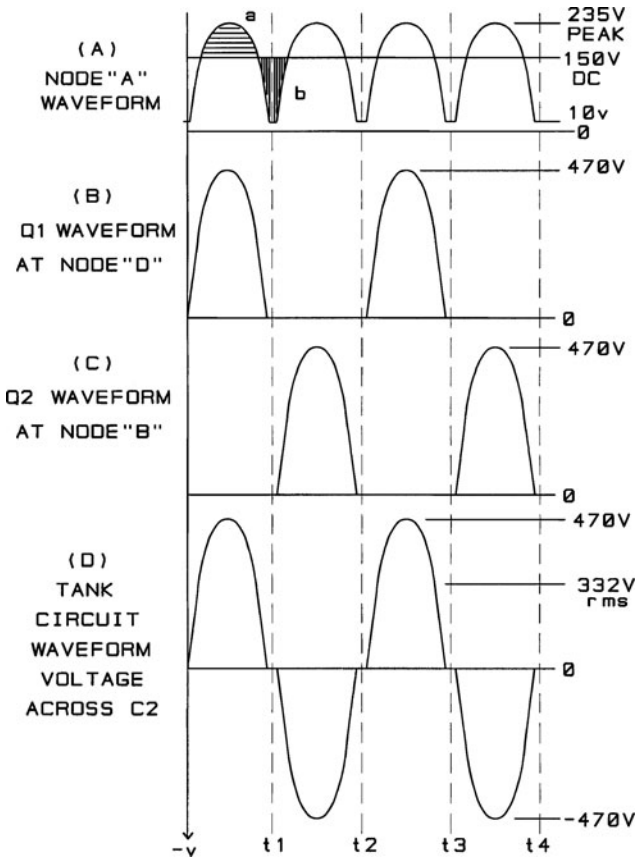 (A)
NODE"A"
WAVEFORM
a
b
235V
PEAK
150V
DC
10v
0
(B)
Q1 WAVEFORM
AT NODE"D"
470V
0
(C)
Q2 WAVEFORM
AT NODE"B"
470V
0
(D)
TANK
CIRCUIT
WAVEFORM
VOLTAGE
ACROSS C2
470V
332V
rms
0
-470V
-v
t1
t2
t3
t4